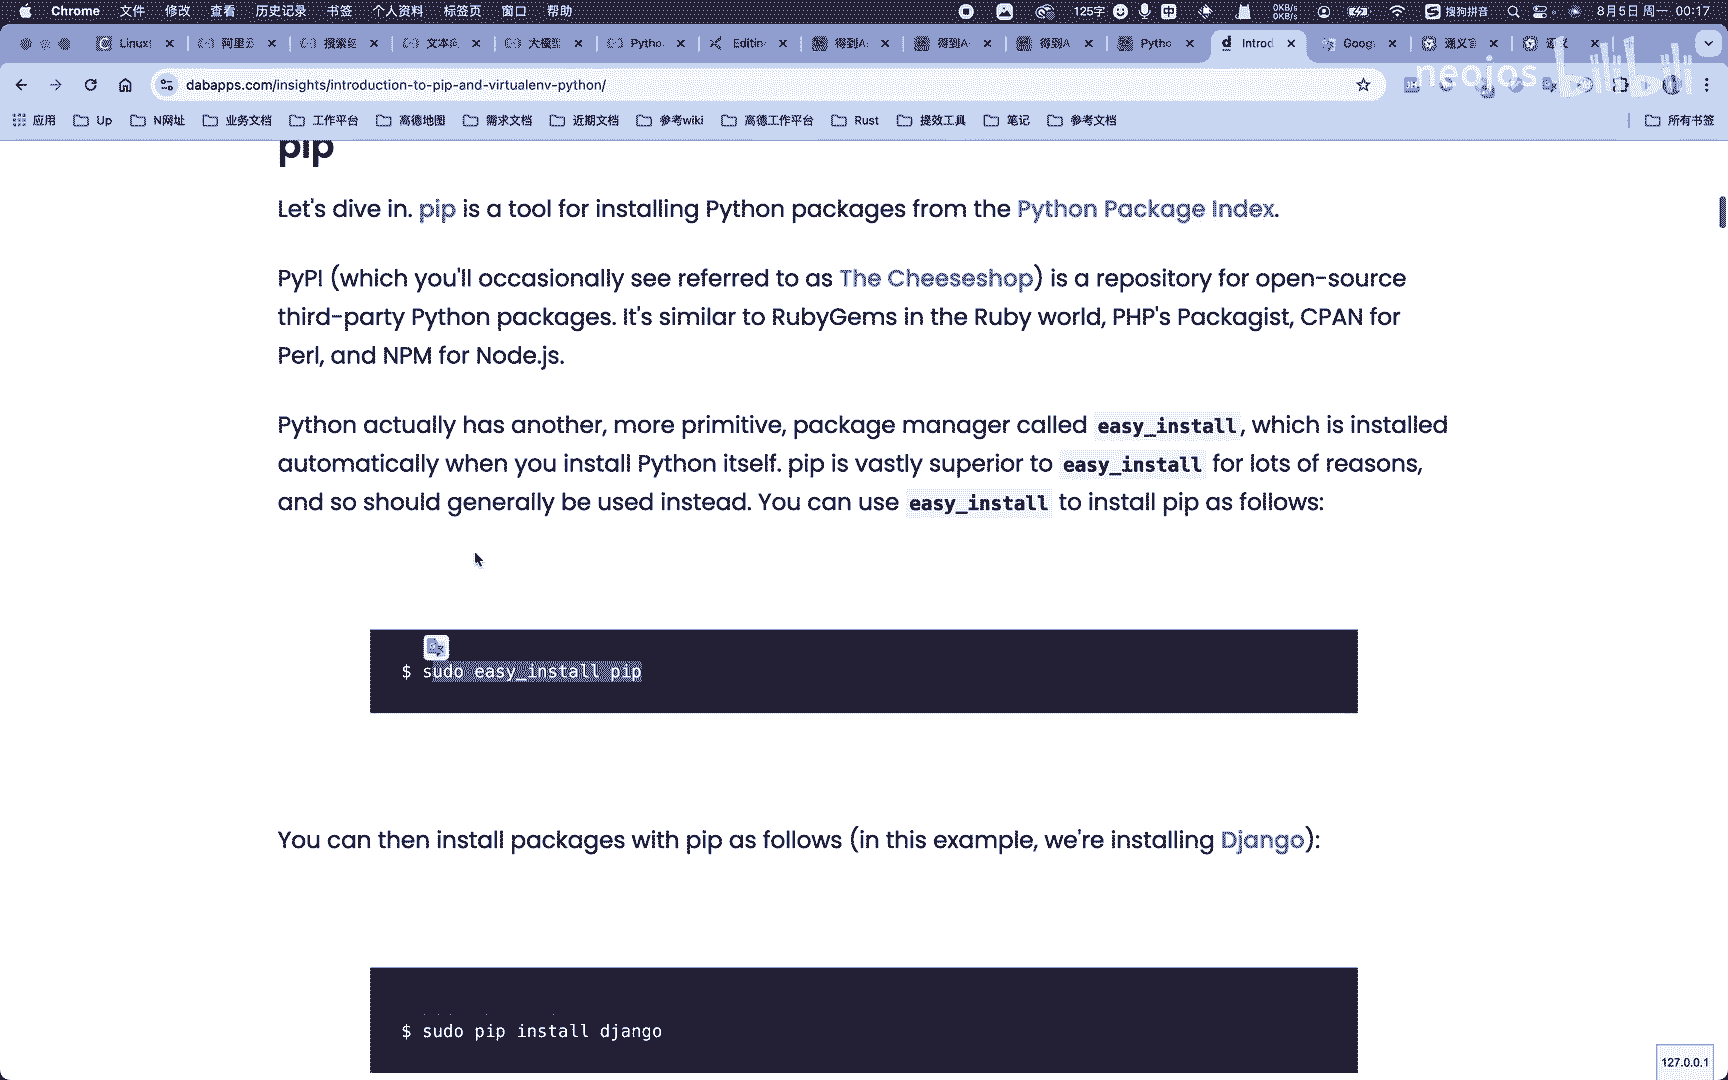 Chrome 文件 修改 查看 历史记录 书签 个人资料 标签页 窗口 帮助 125字 中 0KB/s 0KB/s 搜狗拼音 8月5日 周一 00:17
Linux 阿里云 搜索 文本 大模型 Pytho Editin 得到A 得到A 得到A Pytho Introd Goog 通义
dabapps.com/insights/introduction-to-pip-and-virtualenv-python/
neojos bilibili
应用 Up N网址 业务文档 工作平台 高德地图 需求文档 近期文档 参考wiki 高德工作平台 Rust 提效工具 笔记 参考文档 所有书签
pip
Let's dive in. pip is a tool for installing Python packages from the Python Package Index.
PyPI (which you'll occasionally see referred to as The Cheeseshop) is a repository for open-source
third-party Python packages. It's similar to RubyGems in the Ruby world, PHP's Packagist, CPAN for
Perl, and NPM for Node.js.
Python actually has another, more primitive, package manager called easy_install, which is installed
automatically when you install Python itself. pip is vastly superior to easy_install for lots of reasons,
and so should generally be used instead. You can use easy_install to install pip as follows:
$ sudo easy_install pip
You can then install packages with pip as follows (in this example, we're installing Django):
$ sudo pip install django
127.0.0.1